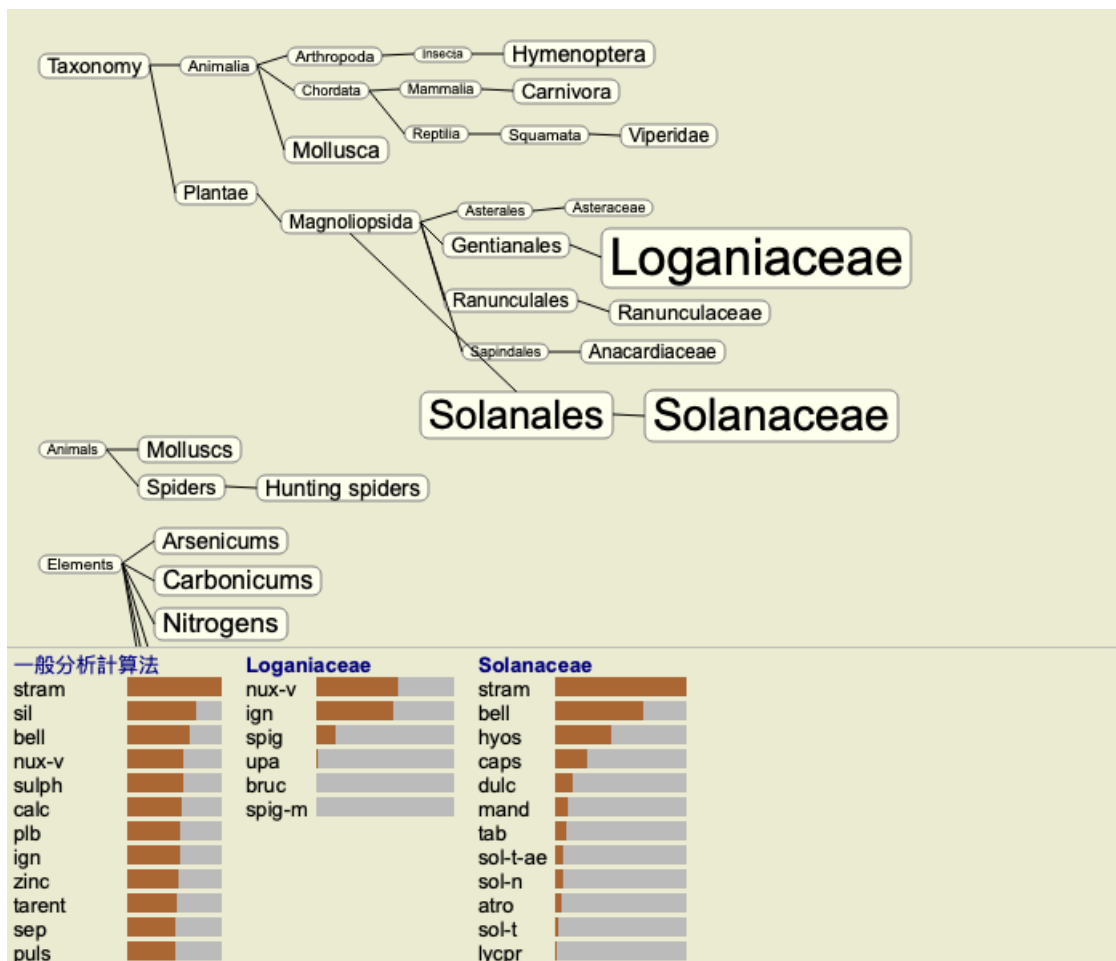 Taxonomy
Animalia
Arthropoda
Insecta
Hymenoptera
Chordata
Mammalia
Carnivora
Reptilia
Squamata
Viperidae
Mollusca
Plantae
Magnoliopsida
Asterales
Asteraceae
Gentianales
Loganiaceae
Ranunculales
Ranunculaceae
Sapindales
Anacardiaceae
Solanales
Solanaceae
Animals
Molluscs
Spiders
Hunting spiders
Elements
Arsenicums
Carbonicums
Nitrogens
一般分析計算法
stram
sil
bell
nux-v
sulph
calc
plb
ign
zinc
tarent
sep
puls
Loganiaceae
nux-v
ign
spig
upa
bruc
spig-m
Solanaceae
stram
bell
hyos
caps
dulc
mand
tab
sol-t-ae
sol-n
atro
sol-t
lycpr